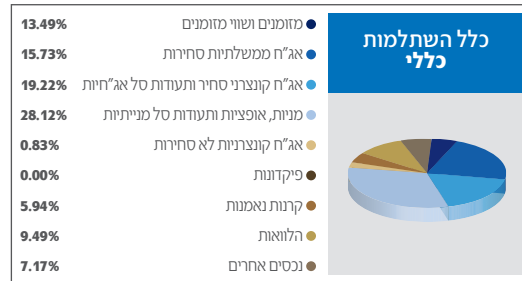 כלל השתלמות
כללי
מזומנים ושווי מזומנים 13.49%
אג"ח ממשלתיות סחירות 15.73%
אג"ח קונצרני סחיר ותעודות סל אג"חיות 19.22%
מניות, אופציות ותעודות סל מנייתיות 28.12%
אג"ח קונצרניות לא סחירות 0.83%
פיקדונות 0.00%
קרנות נאמנות 5.94%
הלוואות 9.49%
נכסים אחרים 7.17%